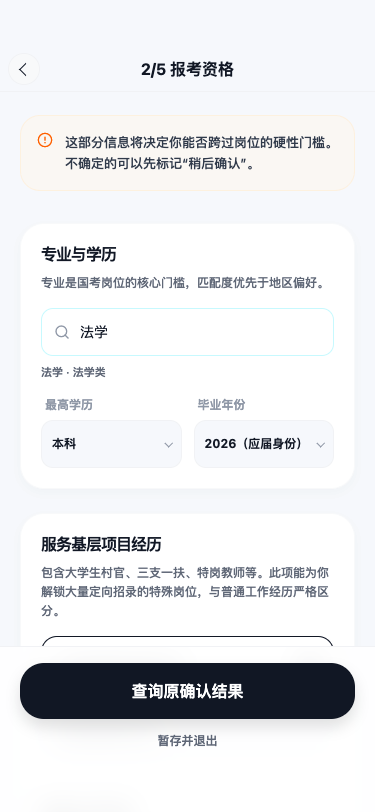 2/5 报考资格
这部分信息将决定你能否跨过岗位的硬性门槛。
不确定的可以先标记“稍后确认”。
专业与学历
专业是国考岗位的核心门槛，匹配度优先于地区偏好。
法学
法学 · 法学类
最高学历 毕业年份
本科 2026（应届身份）
服务基层项目经历
包含大学生村官、三支一扶、特岗教师等。此项能为你
解锁大量定向招录的特殊岗位，与普通工作经历严格区
分。
查询原确认结果
暂存并退出